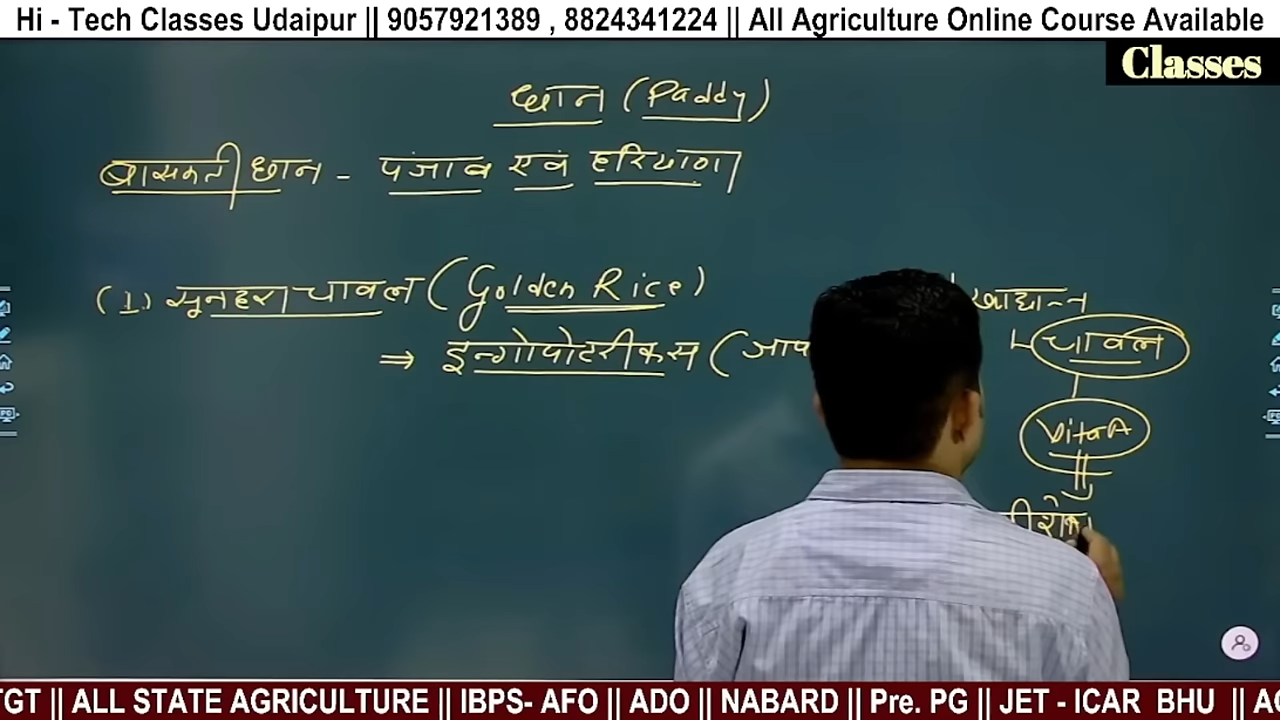 Hi - Tech Classes Udaipur || 9057921389 , 8824341224 || All Agriculture Online Course Available
Classes
धान (Paddy)
बासमती धान - पंजाब एवं हरियाणा
(1.) सुनहरा चावल (Golden Rice)
⇒ इन्गोपोटरीकस (जाप
खाद्यान्न
चावल
Vita A
TGT || ALL STATE AGRICULTURE || IBPS- AFO || ADO || NABARD || Pre. PG || JET - ICAR BHU ||